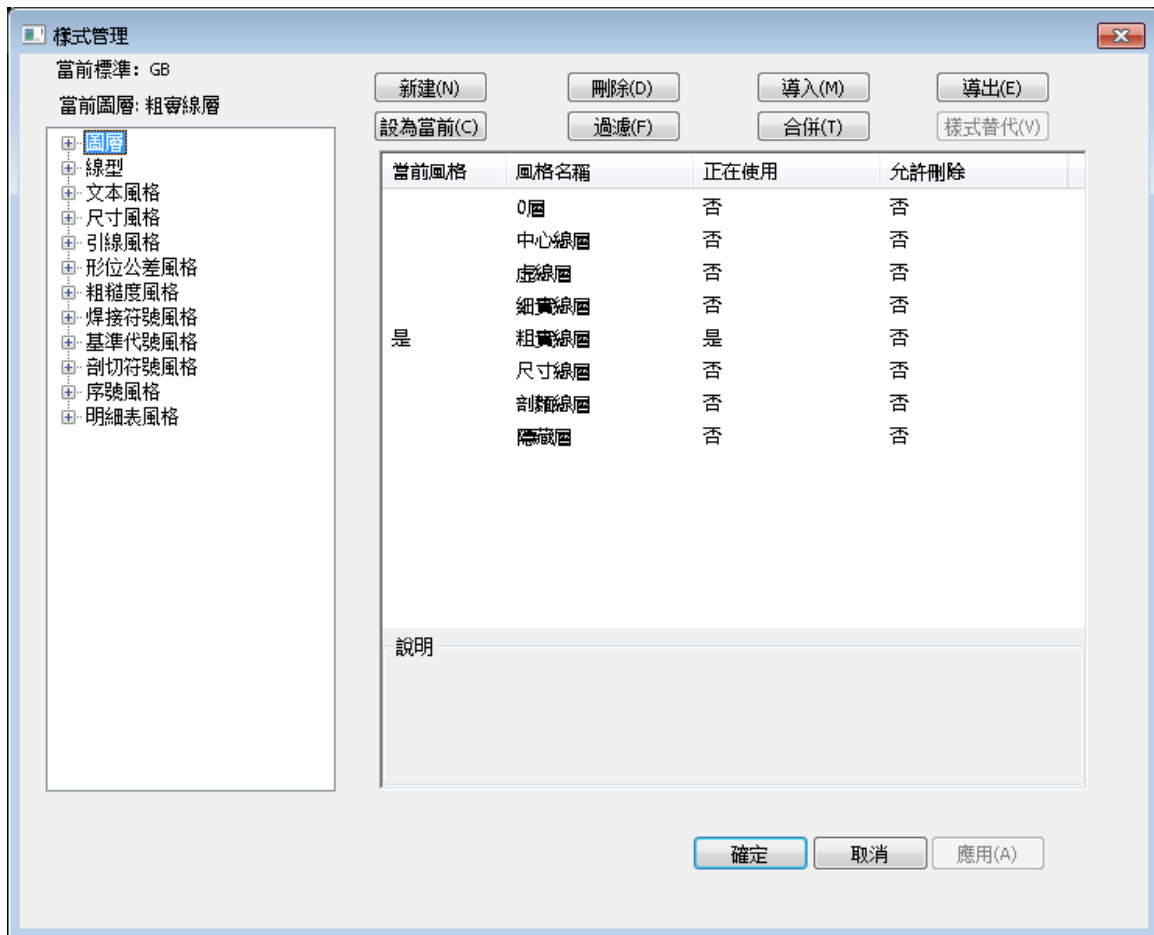 樣式管理
當前標準: GB
當前圖層: 粗實線層
新建(N) 刪除(D) 導入(M) 導出(E)
設為當前(C) 過濾(F) 合併(T) 樣式替代(V)
圖層
線型
文本風格
尺寸風格
引線風格
形位公差風格
粗糙度風格
焊接符號風格
基準代號風格
剖切符號風格
序號風格
明細表風格
當前風格 風格名稱 正在使用 允許刪除
0層 否 否
中心線層 否 否
虛線層 否 否
細實線層 否 否
是 粗實線層 是 否
尺寸線層 否 否
剖麵線層 否 否
隱藏層 否 否
說明
確定 取消 應用(A)